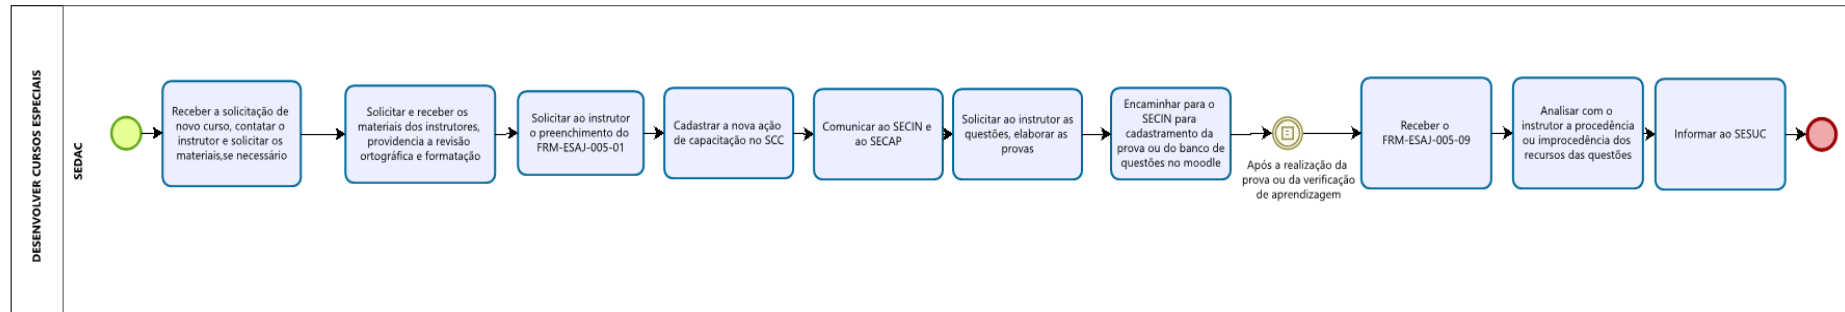 DESENVOLVER CURSOS ESPECIAIS
SEDAC
Receber a solicitação de
novo curso, contatar o
instrutor e solicitar os
materiais,se necessário
Solicitar e receber os
materiais dos instrutores,
providencia a revisão
ortográfica e formatação
Solicitar ao instrutor
o preenchimento do
FRM-ESAJ-005-01
Cadastrar a nova ação
de capacitação no SCC
Comunicar ao SECIN e
ao SECAP
Solicitar ao instrutor as
questões, elaborar as
provas
Encaminhar para o
SECIN para
cadastramento da
prova ou do banco de
questões no moodle
Após a realização da
prova ou da verificação
de aprendizagem
Receber o
FRM-ESAJ-005-09
Analisar com o
instrutor a procedência
ou improcedência dos
recursos das questões
Informar ao SESUC